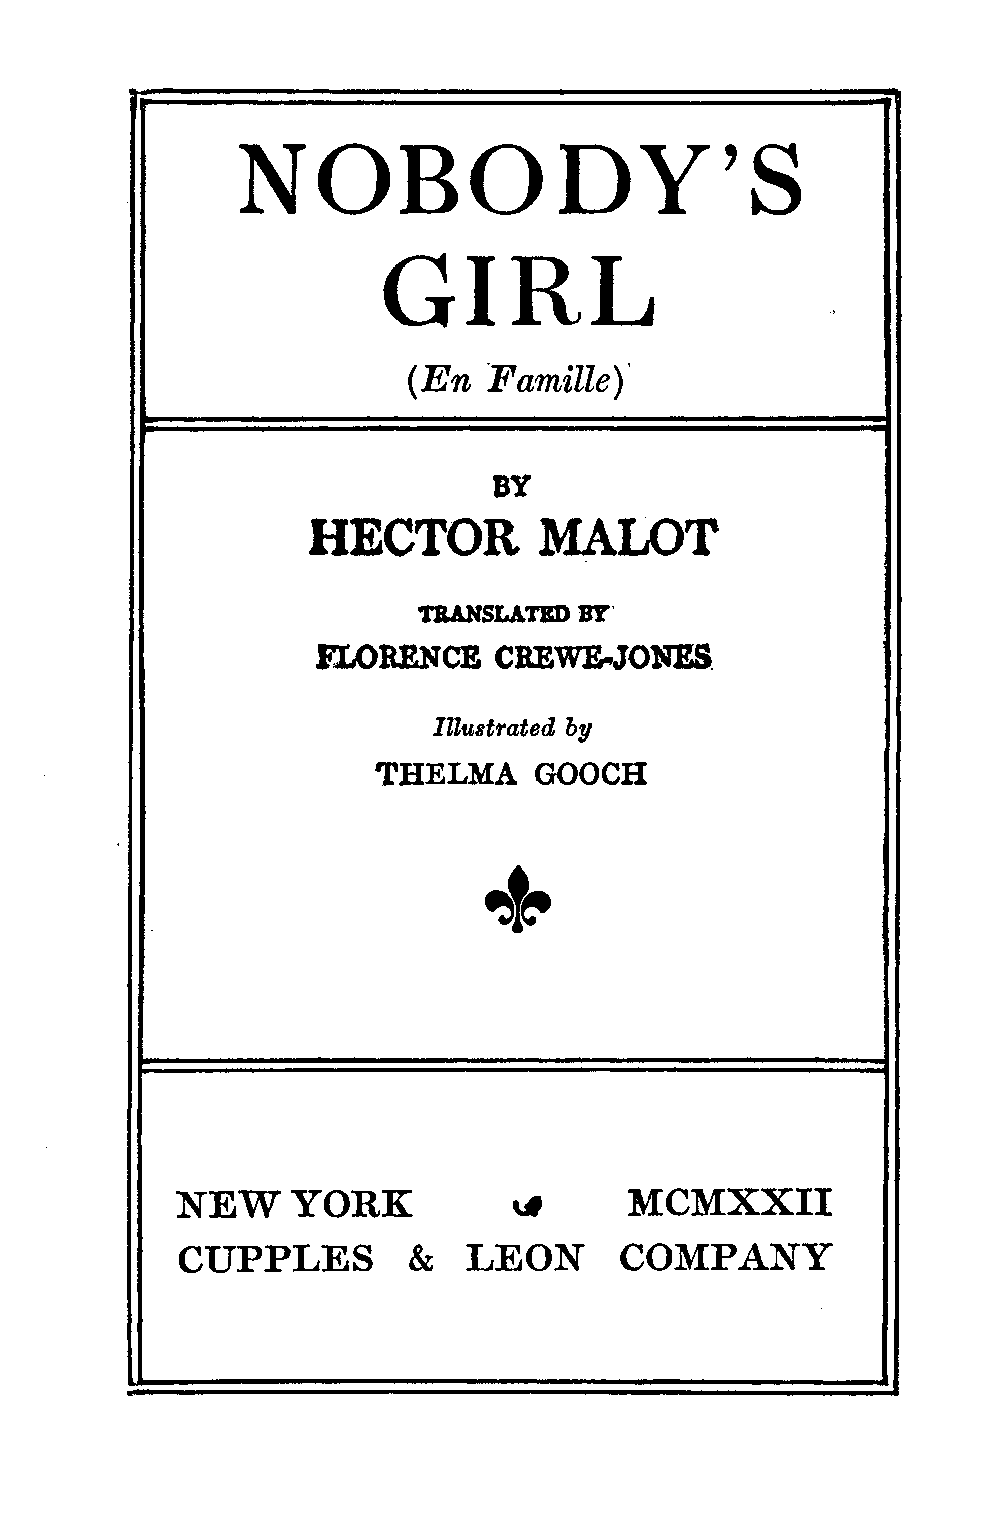 NOBODY'S
GIRL
(En Famille)
BY
HECTOR MALOT
TRANSLATED BY
FLORENCE CREWE-JONES
Illustrated by
THELMA GOOCH
NEW YORK MCMXXII
CUPPLES & LEON COMPANY